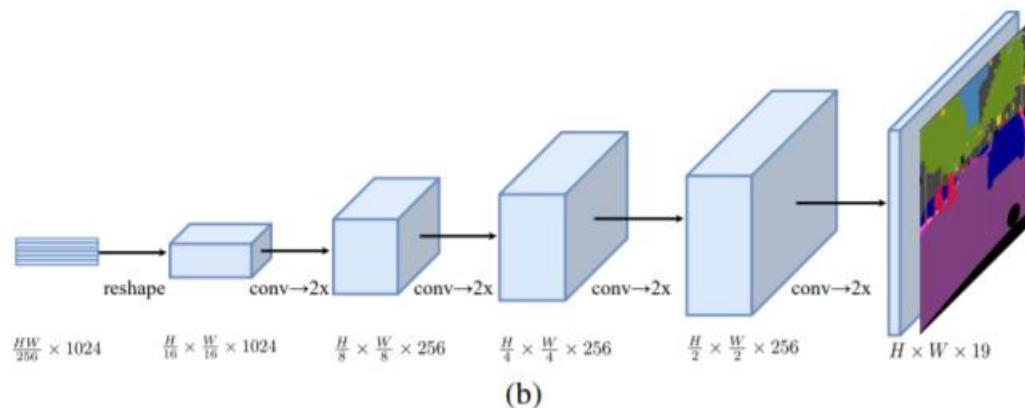 reshape
conv→2x
conv→2x
conv→2x
conv→2x
HW/256 × 1024
H/16 × W/16 × 1024
H/8 × W/8 × 256
H/4 × W/4 × 256
H/2 × W/2 × 256
H × W × 19
(b)